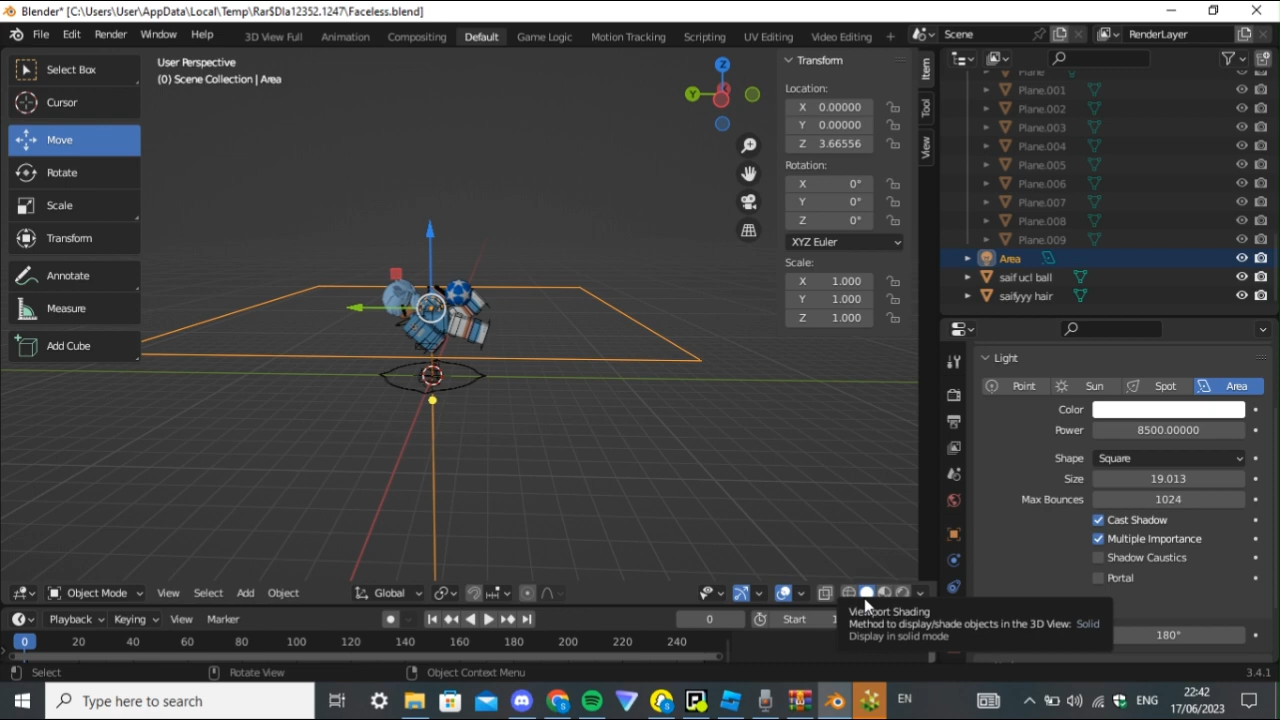 Blender* [C:\Users\User\AppData\Local\Temp\Rar$DIa12352.1247\Faceless.blend]
File Edit Render Window Help 3D View Full Animation Compositing Default Game Logic Motion Tracking Scripting UV Editing Video Editing + Scene RenderLayer
Select Box
Cursor
Move
Rotate
Scale
Transform
Annotate
Measure
Add Cube
User Perspective
(0) Scene Collection | Area
Z
Y
Transform
Location:
X 0.00000
Y 0.00000
Z 3.66556
Rotation:
X 0°
Y 0°
Z 0°
XYZ Euler
Scale:
X 1.000
Y 1.000
Z 1.000
Item
Tool
View
Plane
Plane.001
Plane.002
Plane.003
Plane.004
Plane.005
Plane.006
Plane.007
Plane.008
Plane.009
Area
saif ucl ball
saifyyy hair
Light
Point Sun Spot Area
Color
Power 8500.00000
Shape Square
Size 19.013
Max Bounces 1024
Cast Shadow
Multiple Importance
Shadow Caustics
Portal
180°
Object Mode View Select Add Object Global
Viewport Shading
Method to display/shade objects in the 3D View: Solid
Display in solid mode
Playback Keying View Marker 0 Start
0 20 40 60 80 100 120 140 160 180 200 220 240
Select Rotate View Object Context Menu 3.4.1
Type here to search
EN
ENG
22:42
17/06/2023